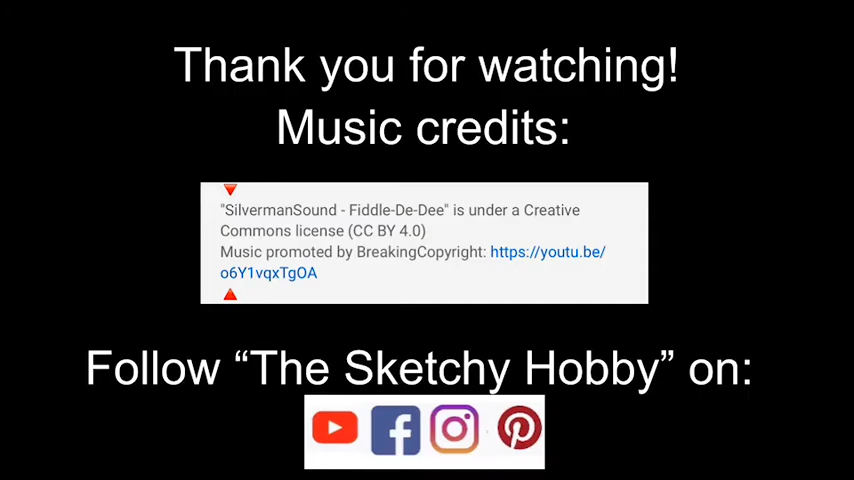 Thank you for watching!
Music credits:
"SilvermanSound - Fiddle-De-Dee" is under a Creative
Commons license (CC BY 4.0)
Music promoted by BreakingCopyright: https://youtu.be/
o6Y1vqxTgOA
Follow “The Sketchy Hobby” on: